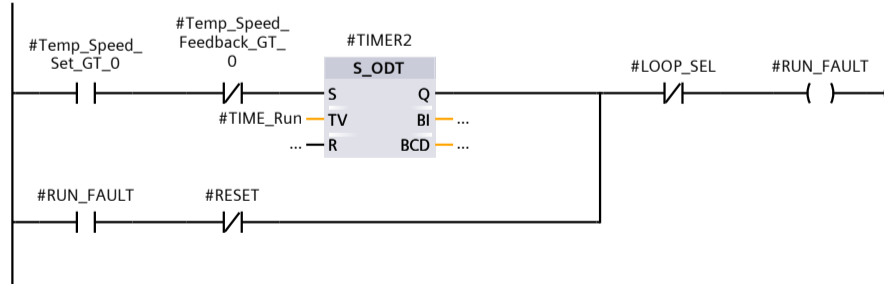 #Temp_Speed_
Set_GT_0
#Temp_Speed_
Feedback_GT_
0
#TIMER2
S_ODT
S
Q
#TIME_Run
TV
BI
...
...
R
BCD
...
#LOOP_SEL
#RUN_FAULT
#RUN_FAULT
#RESET